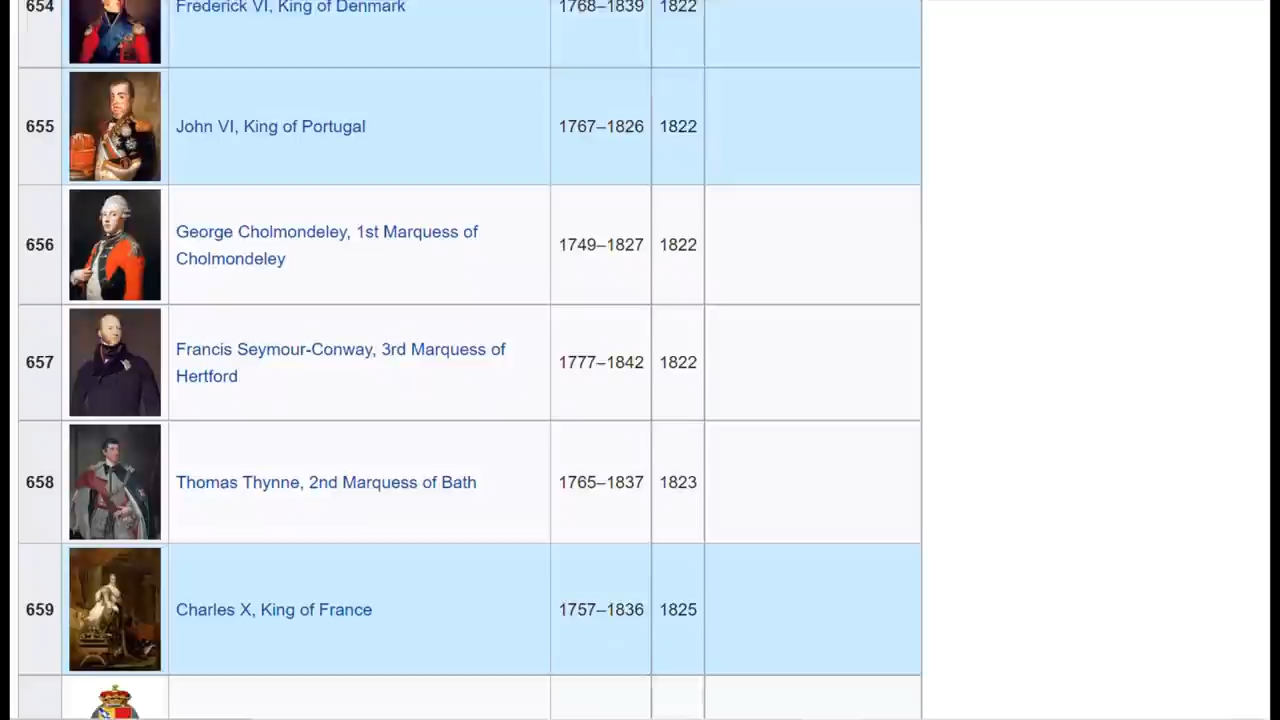 654 Frederick VI, King of Denmark 1768–1839 1822
655 John VI, King of Portugal 1767–1826 1822
656 George Cholmondeley, 1st Marquess of
Cholmondeley 1749–1827 1822
657 Francis Seymour-Conway, 3rd Marquess of
Hertford 1777–1842 1822
658 Thomas Thynne, 2nd Marquess of Bath 1765–1837 1823
659 Charles X, King of France 1757–1836 1825